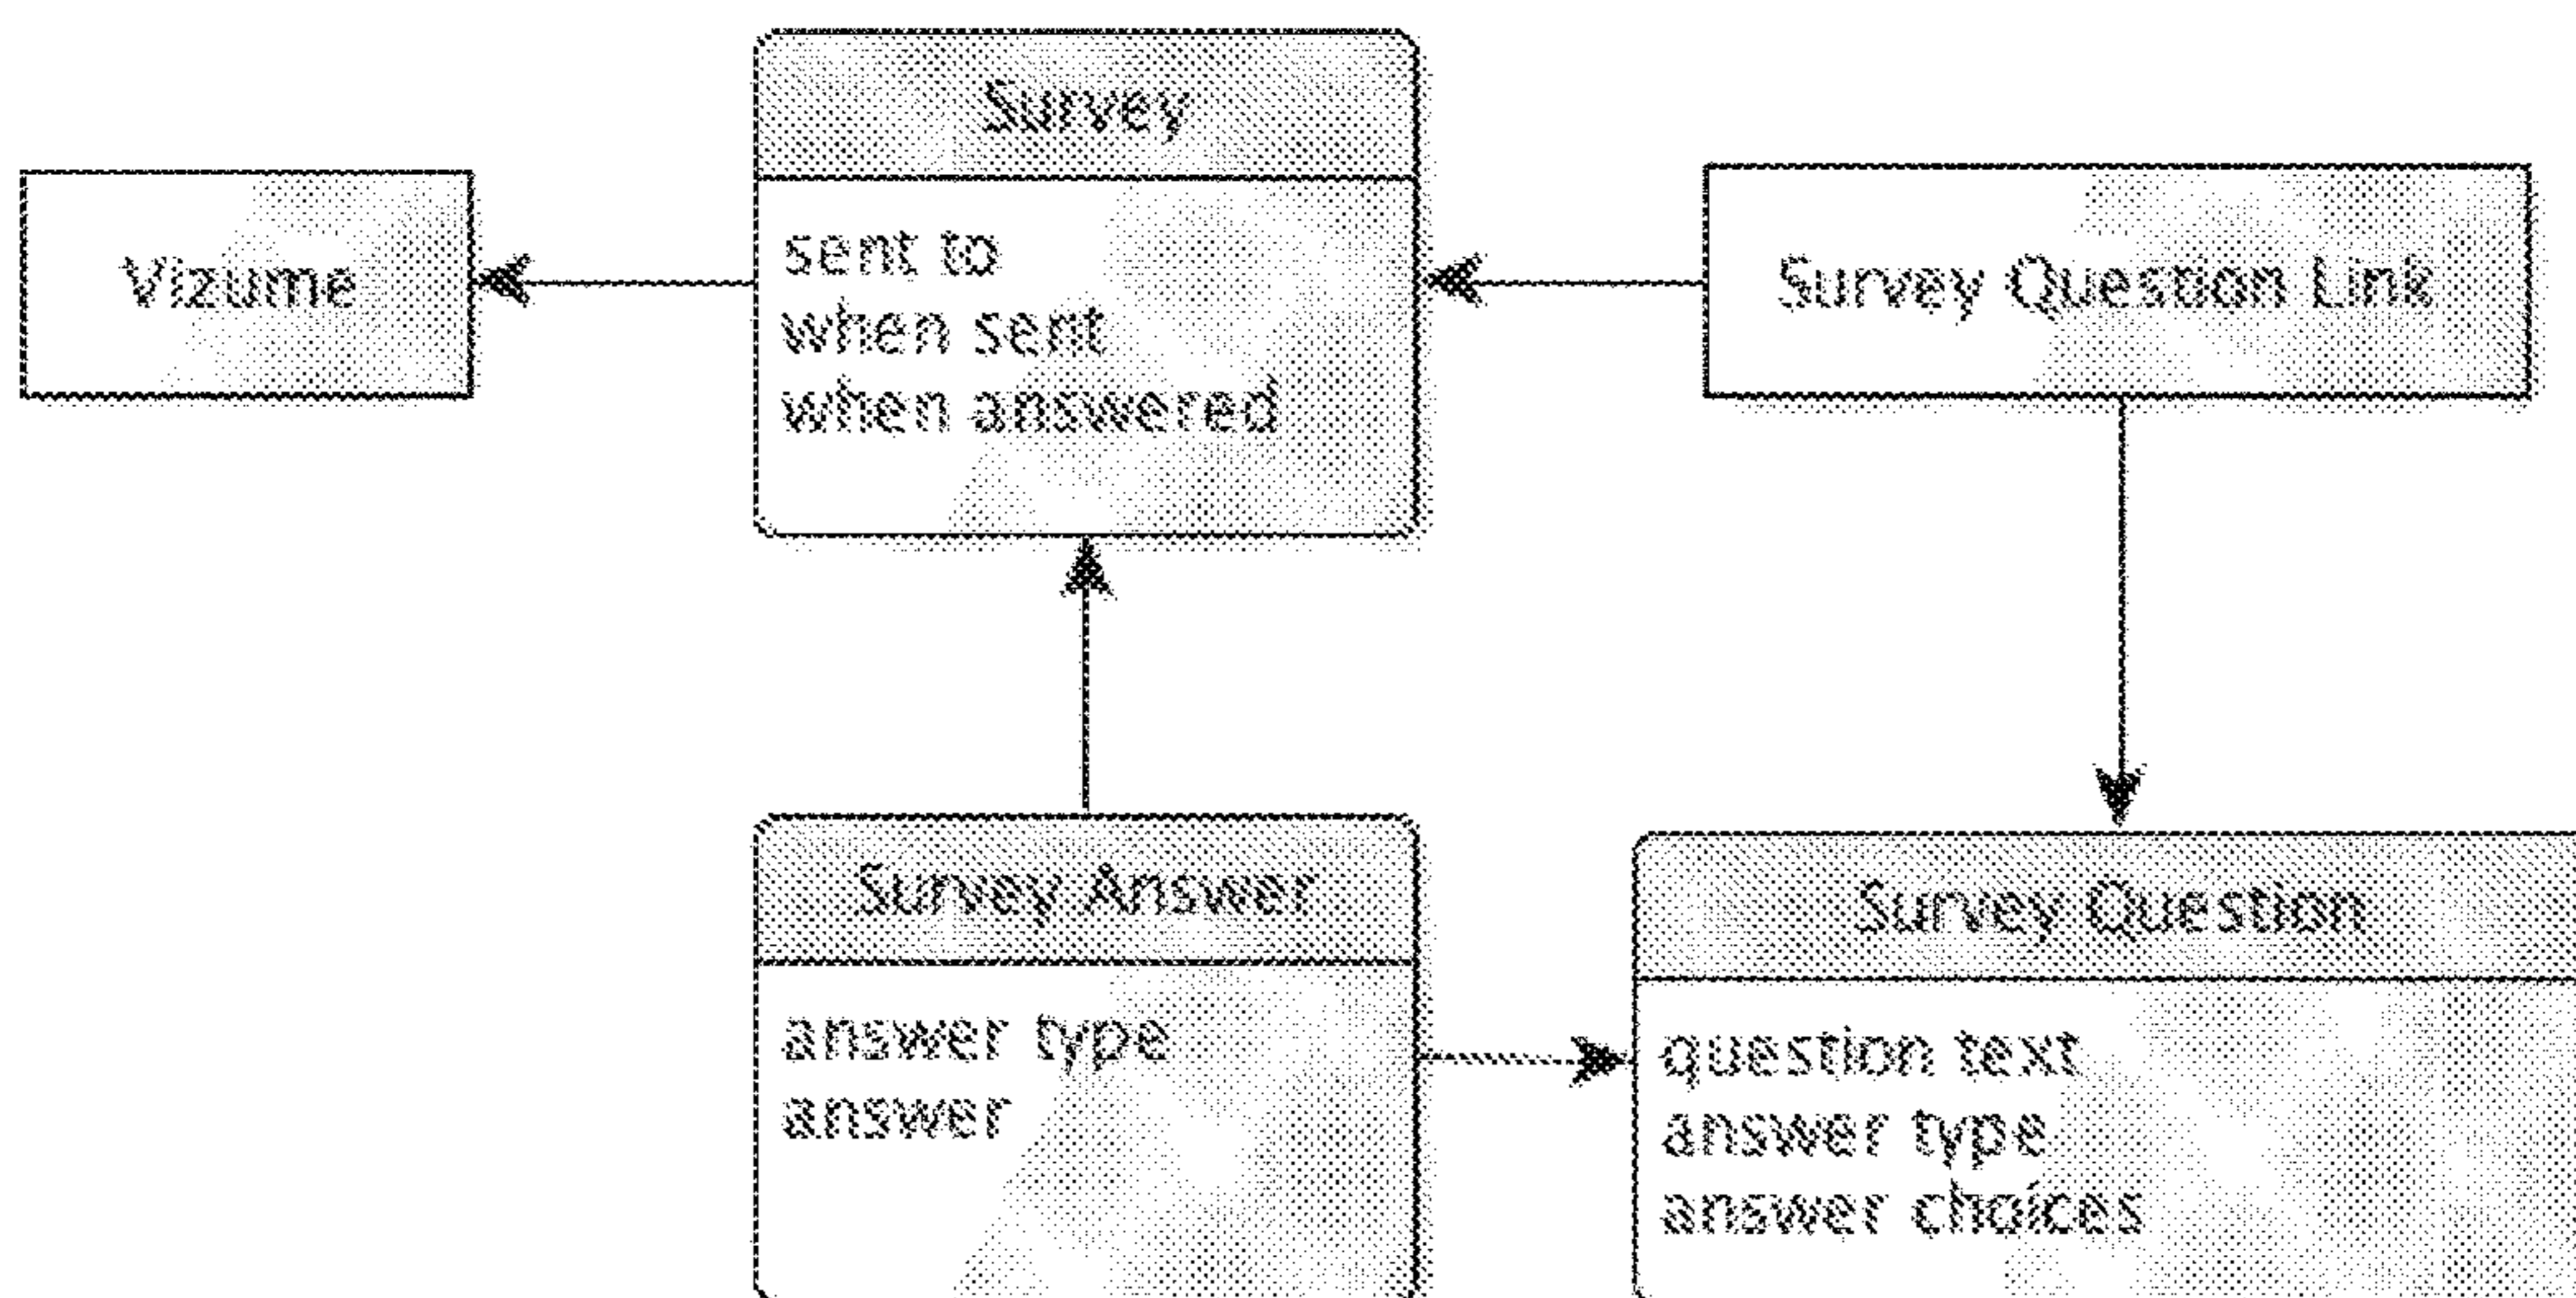 Survey
sent to
when sent
when answered
Vizume
Survey Question Link
Survey Answer
answer type
answer
Survey Question
question text
answer type
answer choices